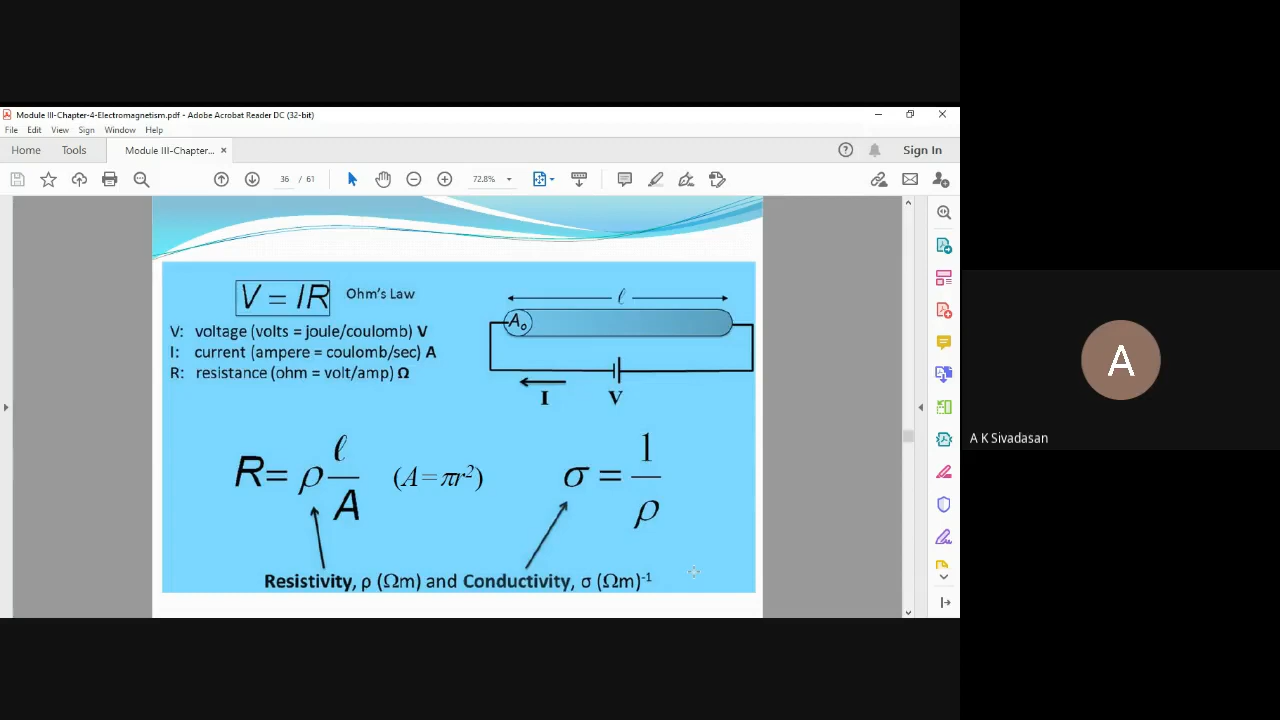 Module III-Chapter-4-Electromagnetism.pdf - Adobe Acrobat Reader DC (32-bit)
File Edit View Sign Window Help
Home Tools Module III-Chapter... × Sign In
36 / 61 72.8%
V = IR Ohm's Law
V: voltage (volts = joule/coulomb) V
I: current (ampere = coulomb/sec) A
R: resistance (ohm = volt/amp) Ω
ℓ
A₀
I V
R = ρ ℓ/A (A = πr²) σ = 1/ρ
Resistivity, ρ (Ωm) and Conductivity, σ (Ωm)⁻¹
A
A K Sivadasan